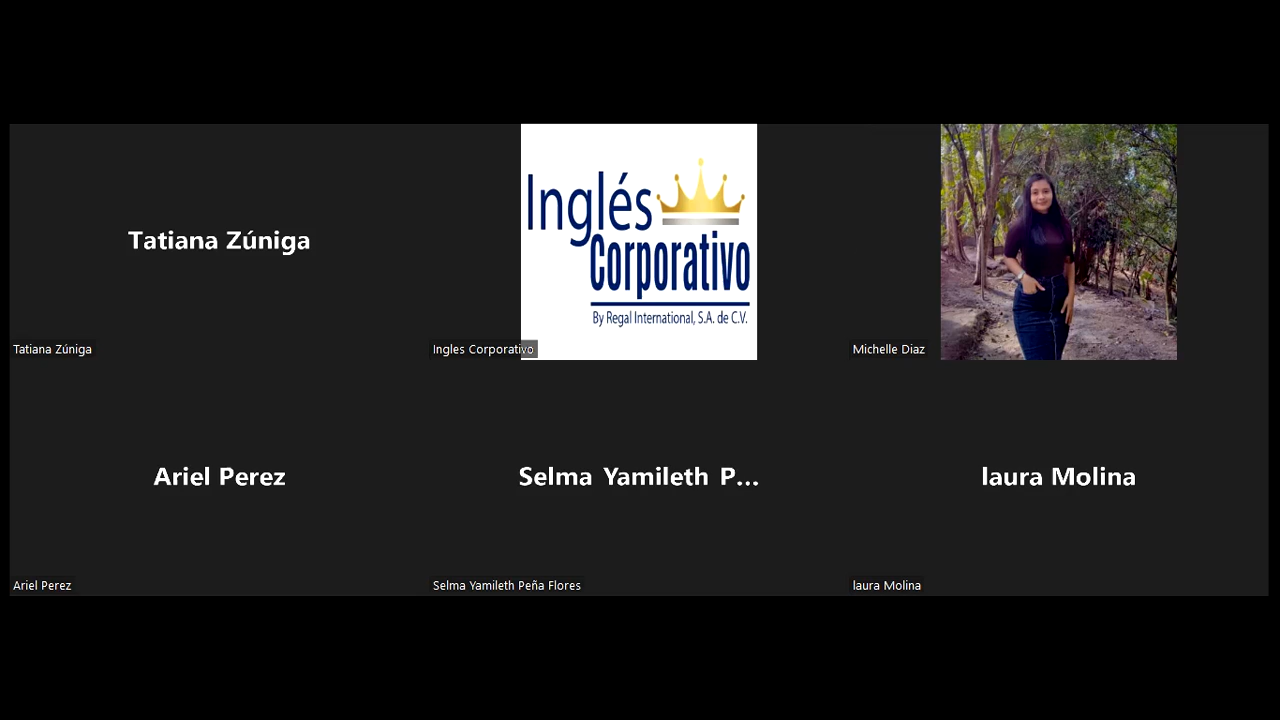 Tatiana Zúniga
Tatiana Zúniga
Inglés
Corporativo
By Regal International, S.A. de C.V.
Ingles Corporativo
Michelle Diaz
Ariel Perez
Ariel Perez
Selma Yamileth P...
Selma Yamileth Peña Flores
laura Molina
laura Molina